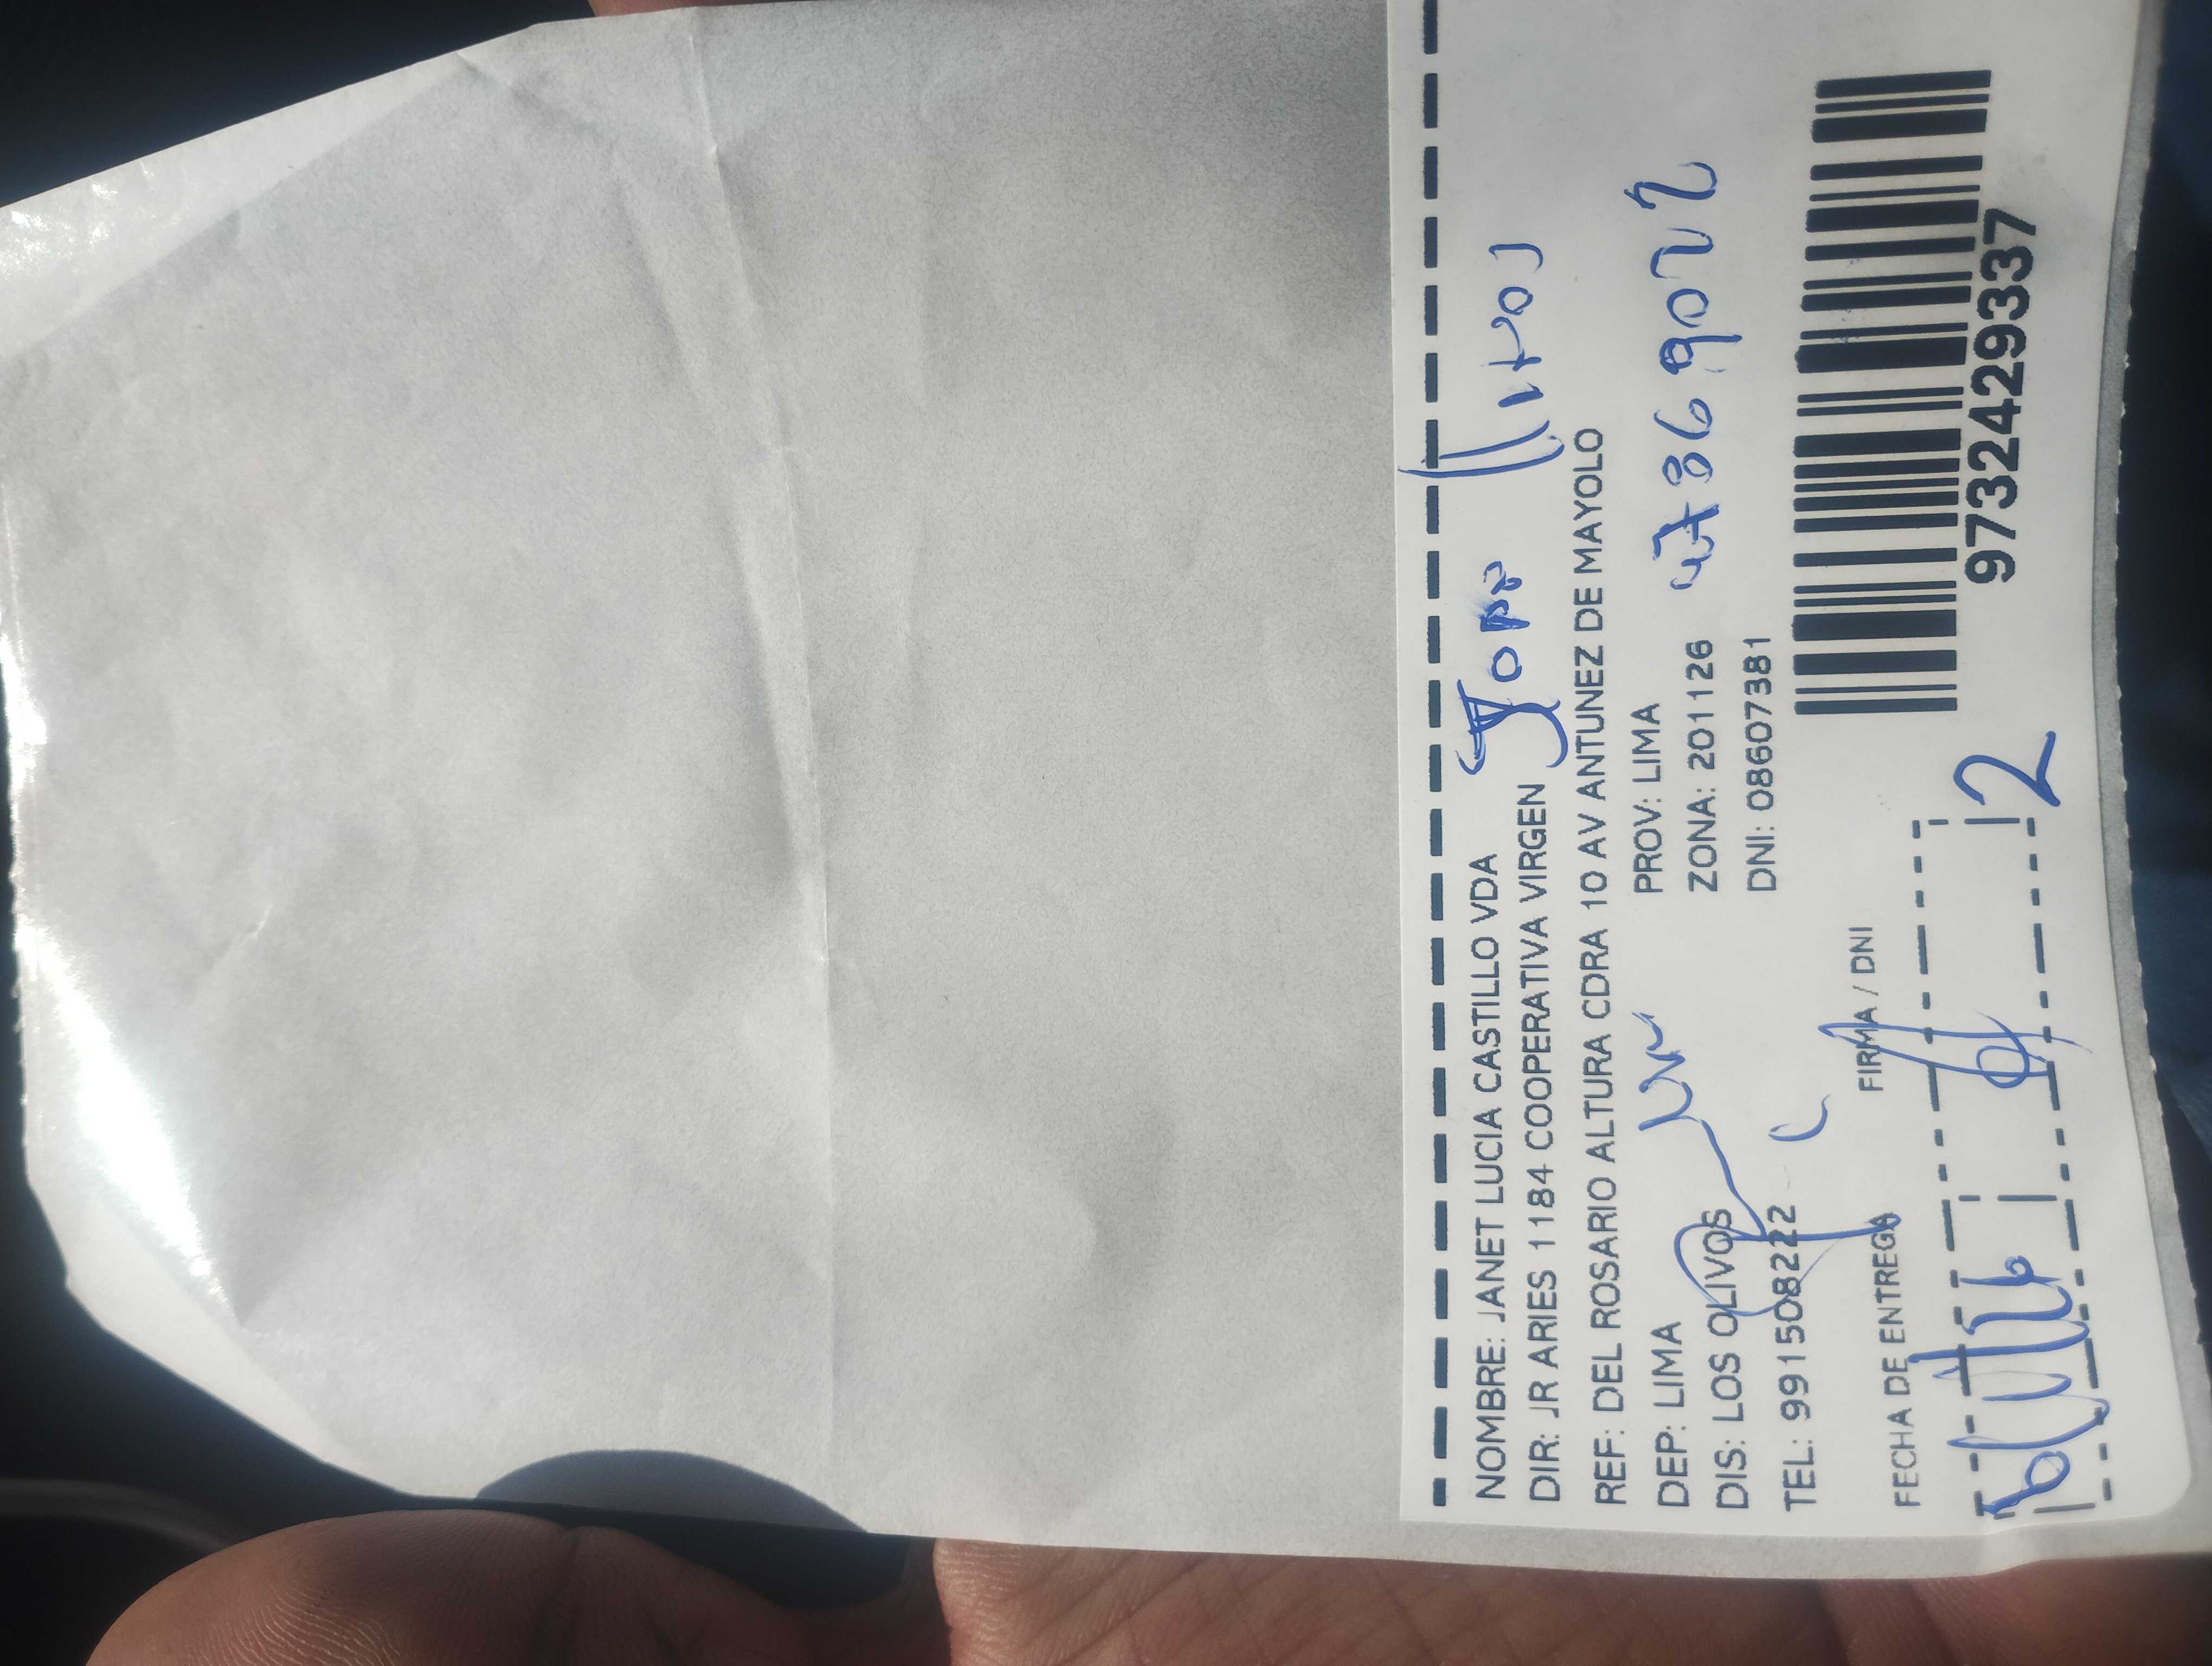 NOMBRE: JANET LUCIA CASTILLO VDA
DIR: JR ARIES 1184 COOPERATIVA VIRGEN
REF: DEL ROSARIO ALTURA CDRA 10 AV ANTUNEZ DE MAYOLO
DEP: LIMA PROV: LIMA
DIS: LOS OLIVOS ZONA: 201126 47869022
TEL: 991508222 DNI: 08607381
FECHA DE ENTREGA FIRMA / DNI
2
9732429337